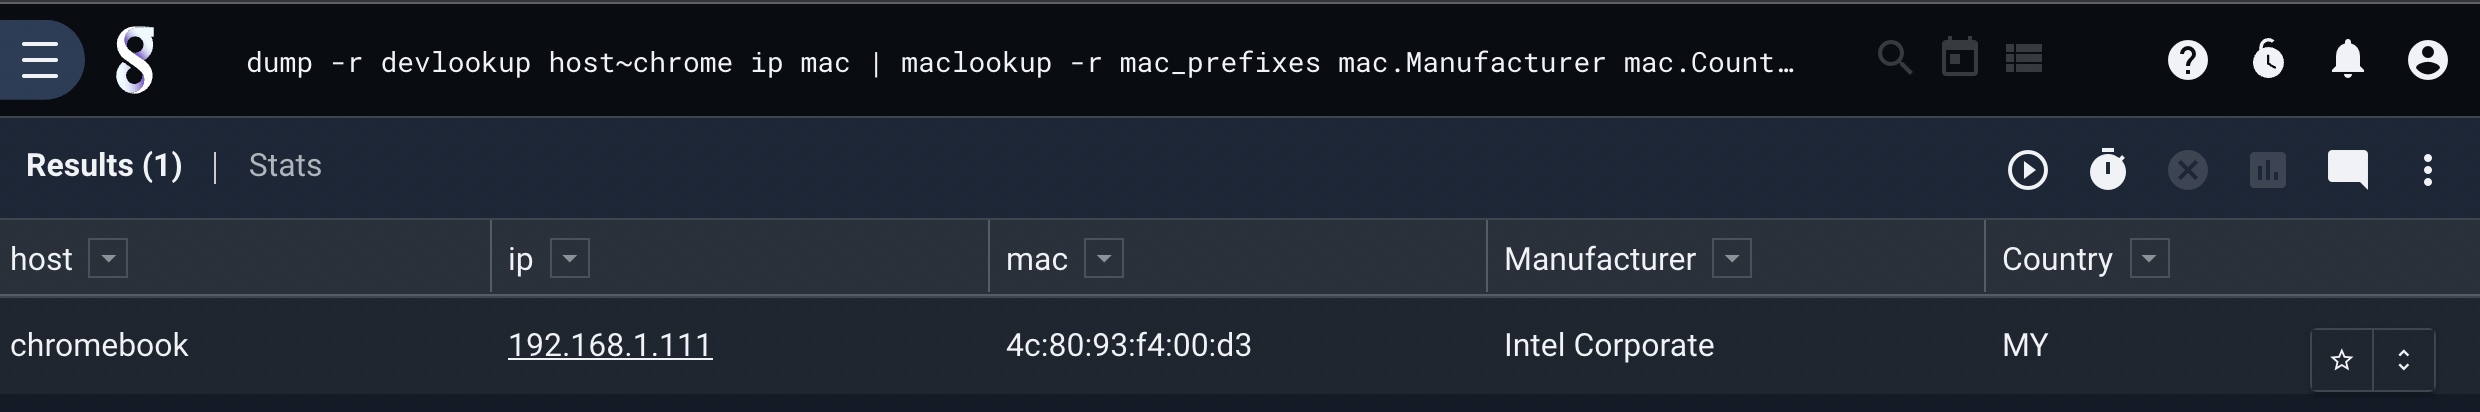 dump -r devlookup host~chrome ip mac | maclookup -r mac_prefixes mac.Manufacturer mac.Count…
Results (1) | Stats
host ip mac Manufacturer Country
chromebook 192.168.1.111 4c:80:93:f4:00:d3 Intel Corporate MY